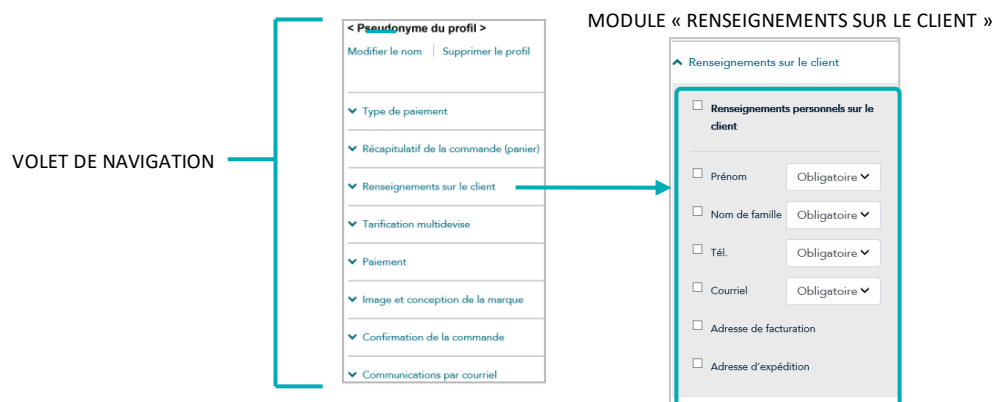 MODULE « RENSEIGNEMENTS SUR LE CLIENT »
VOLET DE NAVIGATION
< Pseudonyme du profil >
Modifier le nom | Supprimer le profil
Type de paiement
Récapitulatif de la commande (panier)
Renseignements sur le client
Tarification multidevise
Paiement
Image et conception de la marque
Confirmation de la commande
Communications par courriel
Renseignements sur le client
Renseignements personnels sur le
client
Prénom Obligatoire
Nom de famille Obligatoire
Tél. Obligatoire
Courriel Obligatoire
Adresse de facturation
Adresse d'expédition